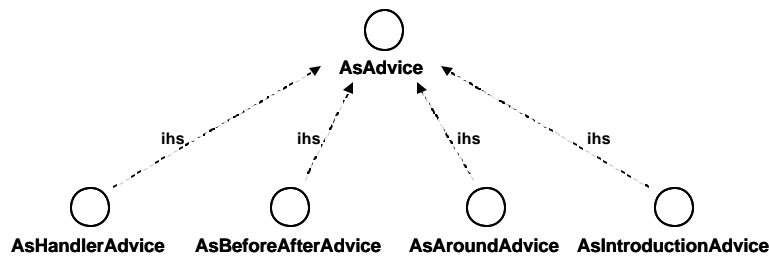 AsAdvice
ihs ihs ihs ihs
AsHandlerAdvice AsBeforeAfterAdvice AsAroundAdvice AsIntroductionAdvice